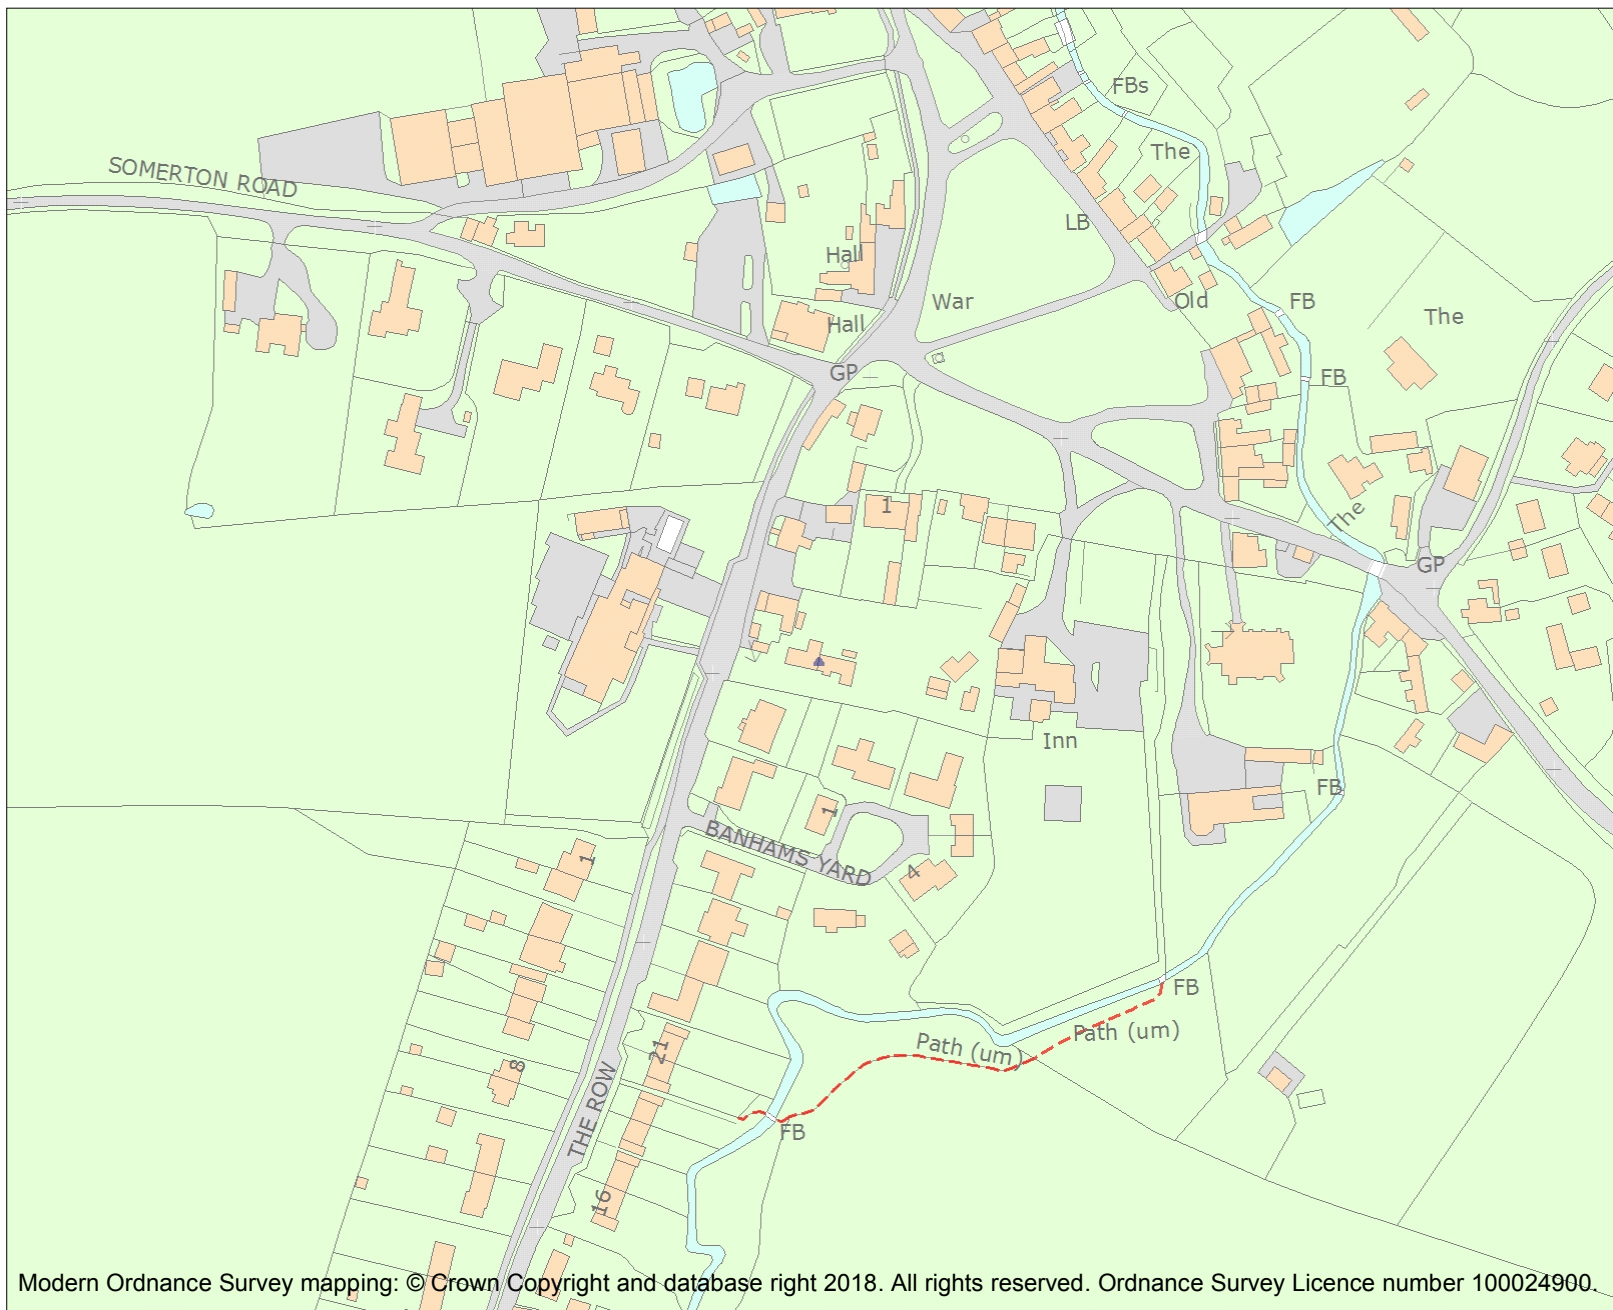 FBs
The
SOMERTON ROAD
LB
Hall
War
Old
FB
The
Hall
GP
FB
1
The
GP
Inn
FB
1
BANHAMS YARD
1
4
FB
Path (um)
Path (um)
21
8
THE ROW
FB
16
Modern Ordnance Survey mapping: © Crown Copyright and database right 2018. All rights reserved. Ordnance Survey Licence number 100024900.